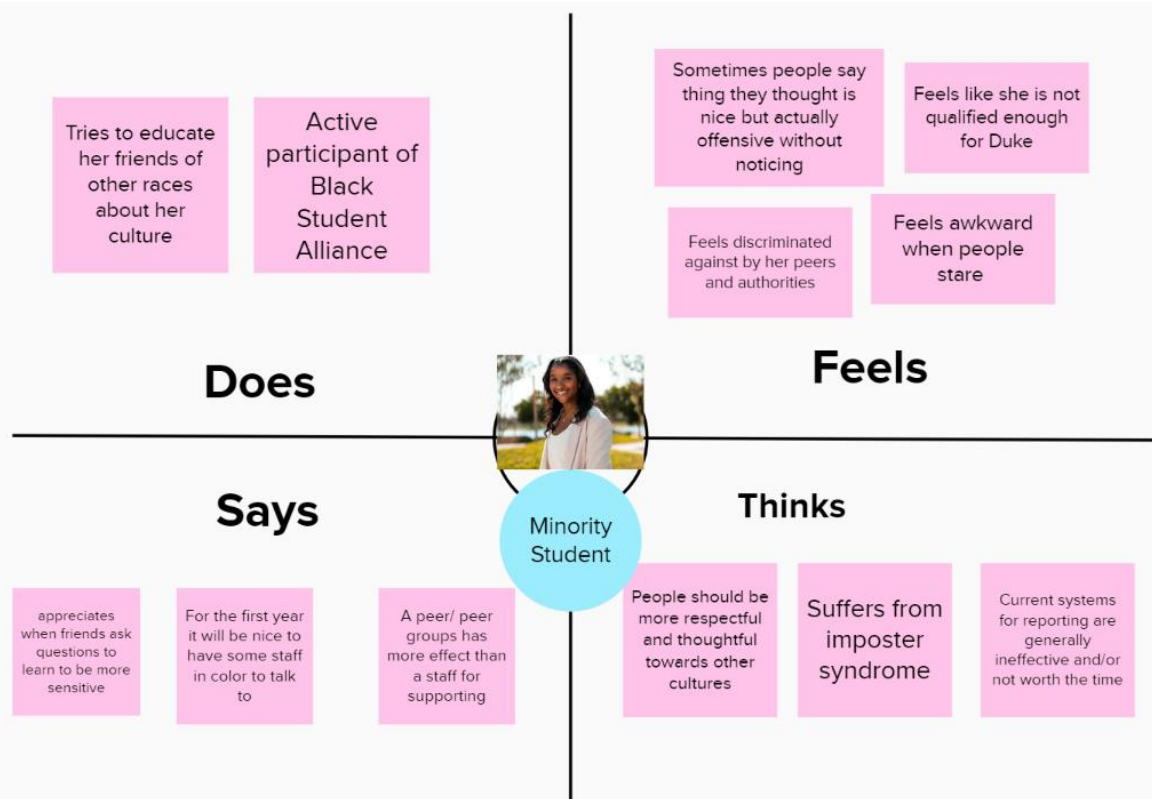 Tries to educate
her friends of
other races
about her
culture
Active
participant of
Black
Student
Alliance
Does
Sometimes people say
thing they thought is
nice but actually
offensive without
noticing
Feels like she is not
qualified enough
for Duke
Feels discriminated
against by her peers
and authorities
Feels awkward
when people
stare
Feels
Says
appreciates
when friends ask
questions to
learn to be more
sensitive
For the first year
it will be nice to
have some staff
in color to talk
to
A peer/ peer
groups has
more effect than
a staff for
supporting
Minority
Student
Thinks
People should be
more respectful
and thoughtful
towards other
cultures
Suffers from
imposter
syndrome
Current systems
for reporting are
generally
ineffective and/or
not worth the time